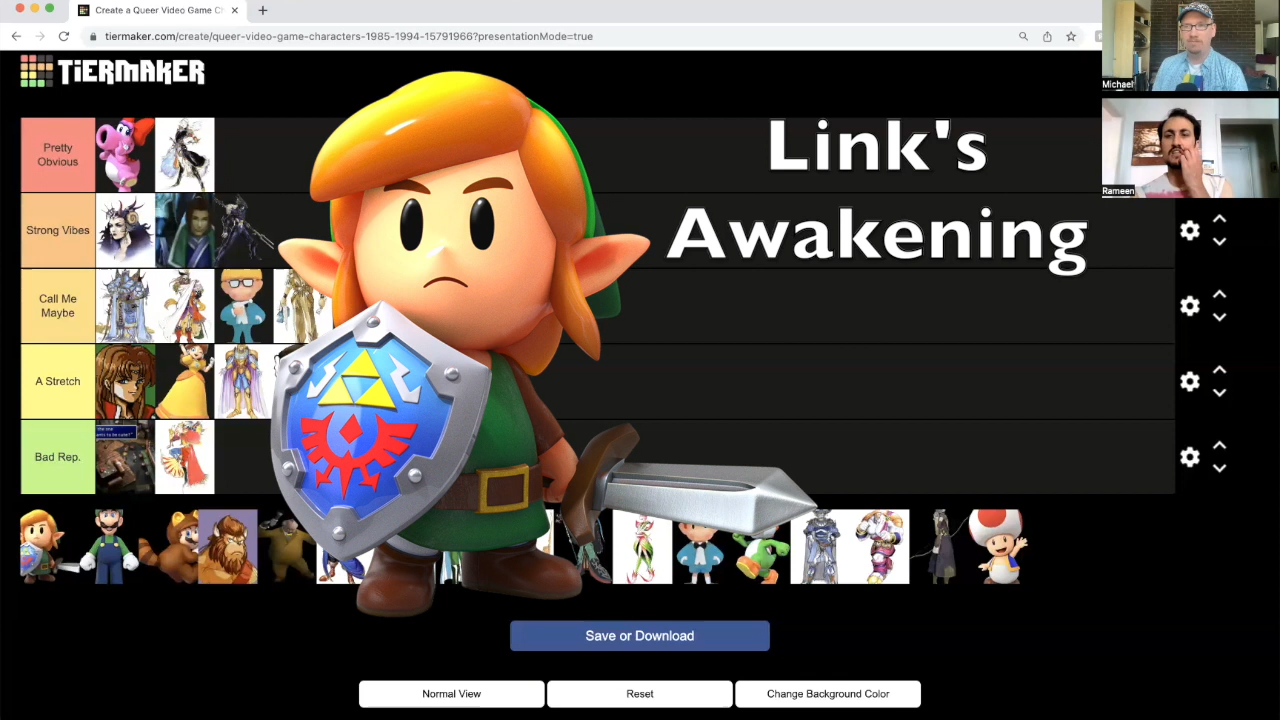 Create a Queer Video Game Ch
tiermaker.com/create/queer-video-game-characters-1985-1994-15791966?presentationMode=true
TiERMAKER
Michael
Rameen
Link's
Awakening
Pretty
Obvious
Strong Vibes
Call Me
Maybe
A Stretch
Bad Rep.
Save or Download
Normal View
Reset
Change Background Color